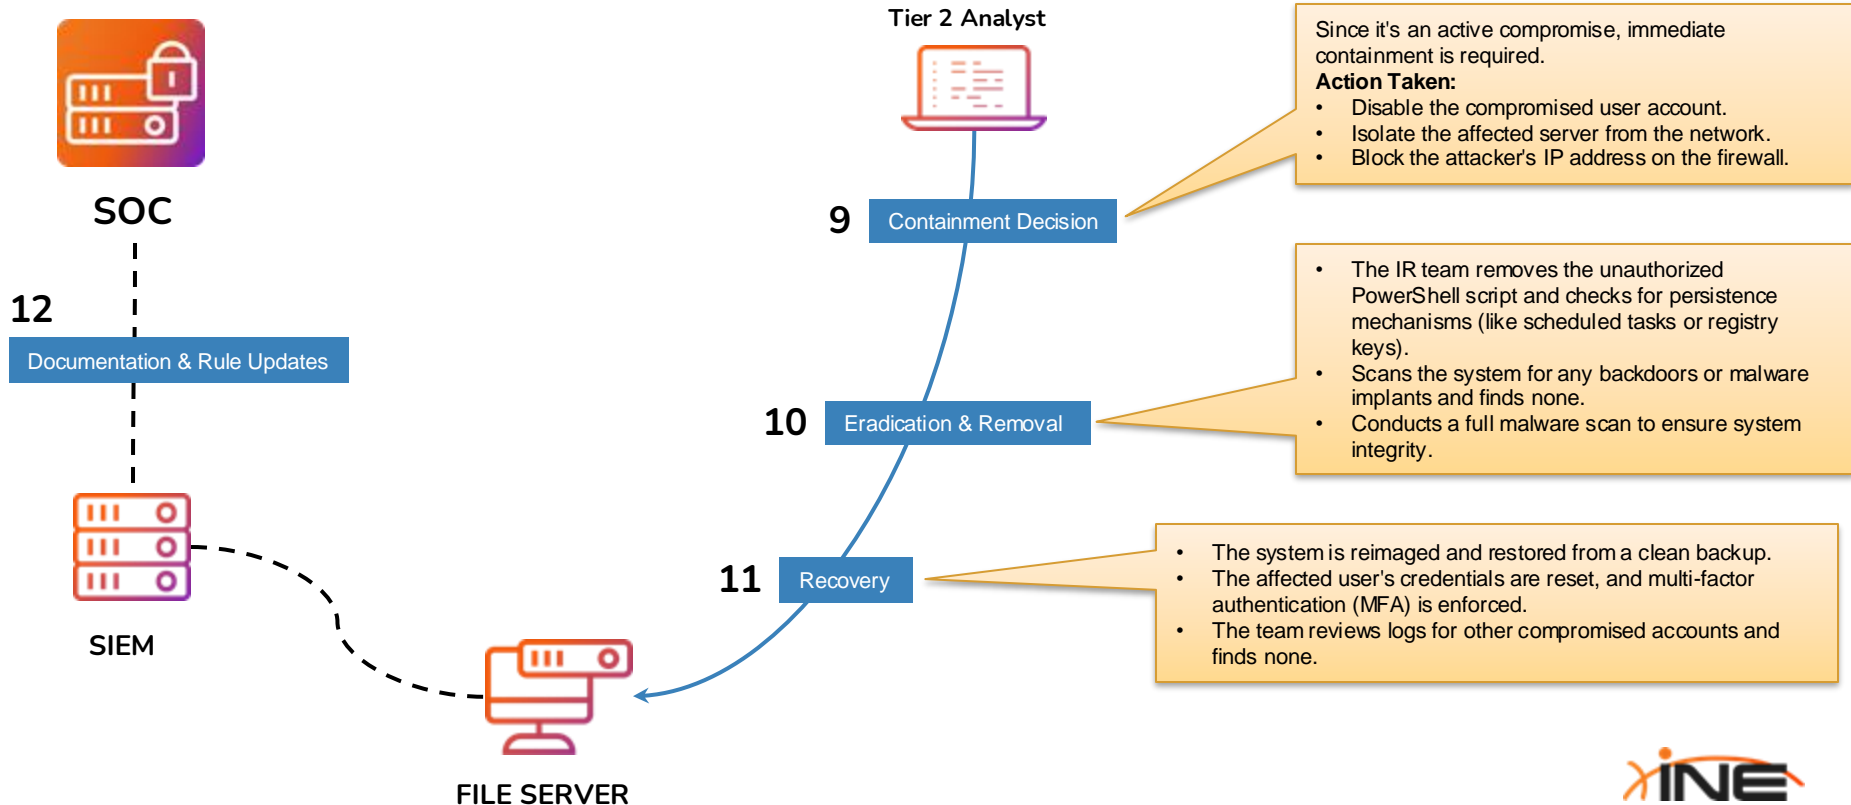 Tier 2 Analyst
Since it's an active compromise, immediate
containment is required.
Action Taken:
• Disable the compromised user account.
• Isolate the affected server from the network.
• Block the attacker's IP address on the firewall.
SOC
9 Containment Decision
12
Documentation & Rule Updates
• The IR team removes the unauthorized
PowerShell script and checks for persistence
mechanisms (like scheduled tasks or registry
keys).
• Scans the system for any backdoors or malware
implants and finds none.
• Conducts a full malware scan to ensure system
integrity.
10 Eradication & Removal
11 Recovery
• The system is reimaged and restored from a clean backup.
• The affected user's credentials are reset, and multi-factor
authentication (MFA) is enforced.
• The team reviews logs for other compromised accounts and
finds none.
SIEM
FILE SERVER
INE